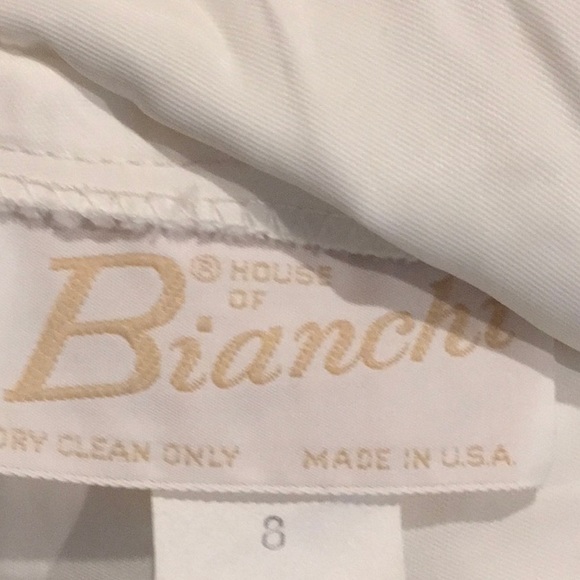 ® HOUSE
OF
Bianchi
DRY CLEAN ONLY MADE IN U.S.A.
8